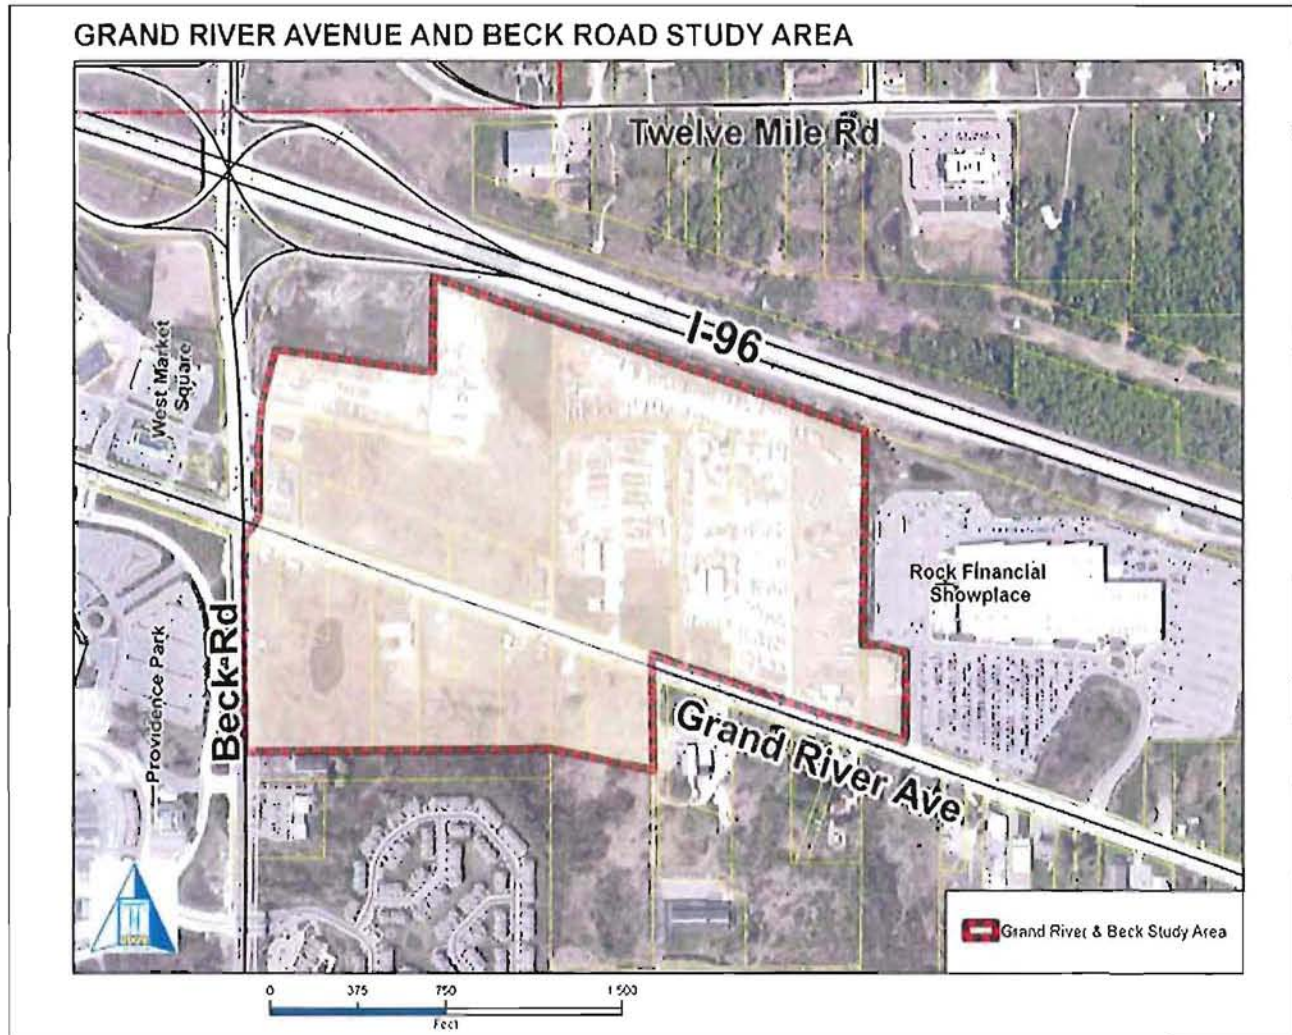 GRAND RIVER AVENUE AND BECK ROAD STUDY AREA
Twelve Mile Rd
I-96
West Market
Square
Rock Financial
Showplace
Beck Rd
Providence Park
Grand River Ave
Grand River & Beck Study Area
0 375 750 1 500
Feet